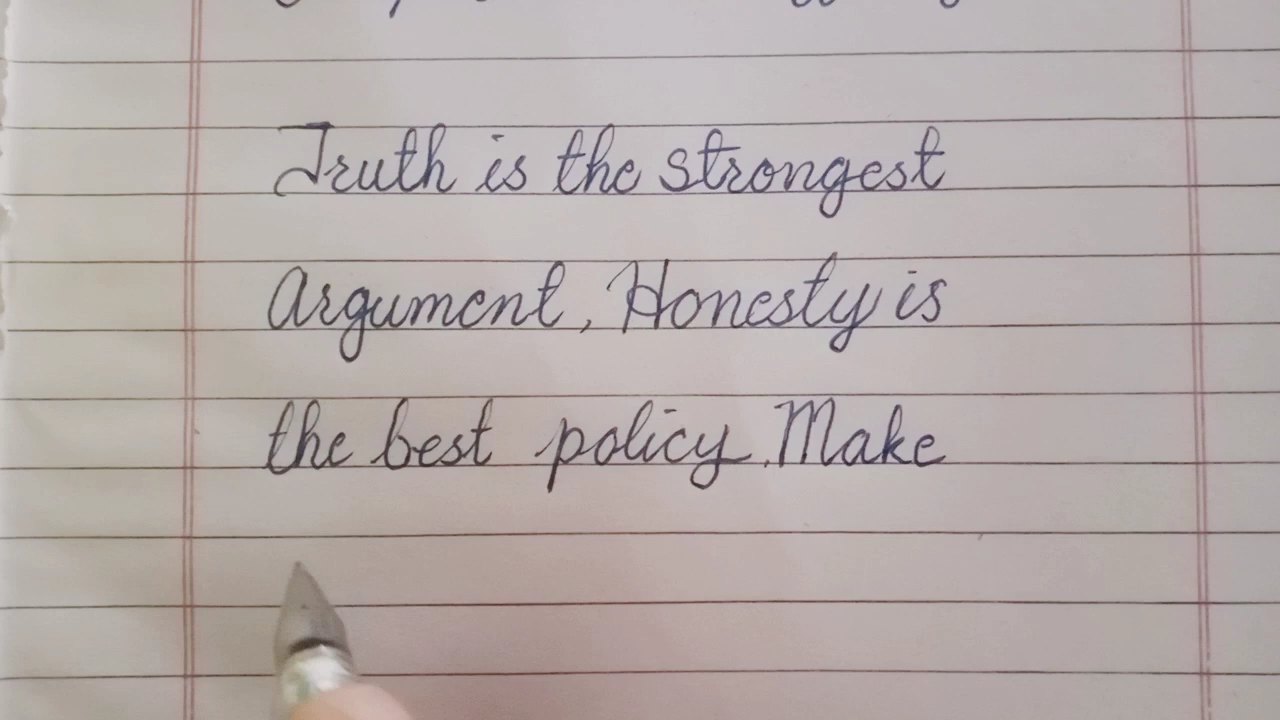 Truth is the strongest
Argument, Honesty is
the best policy. Make